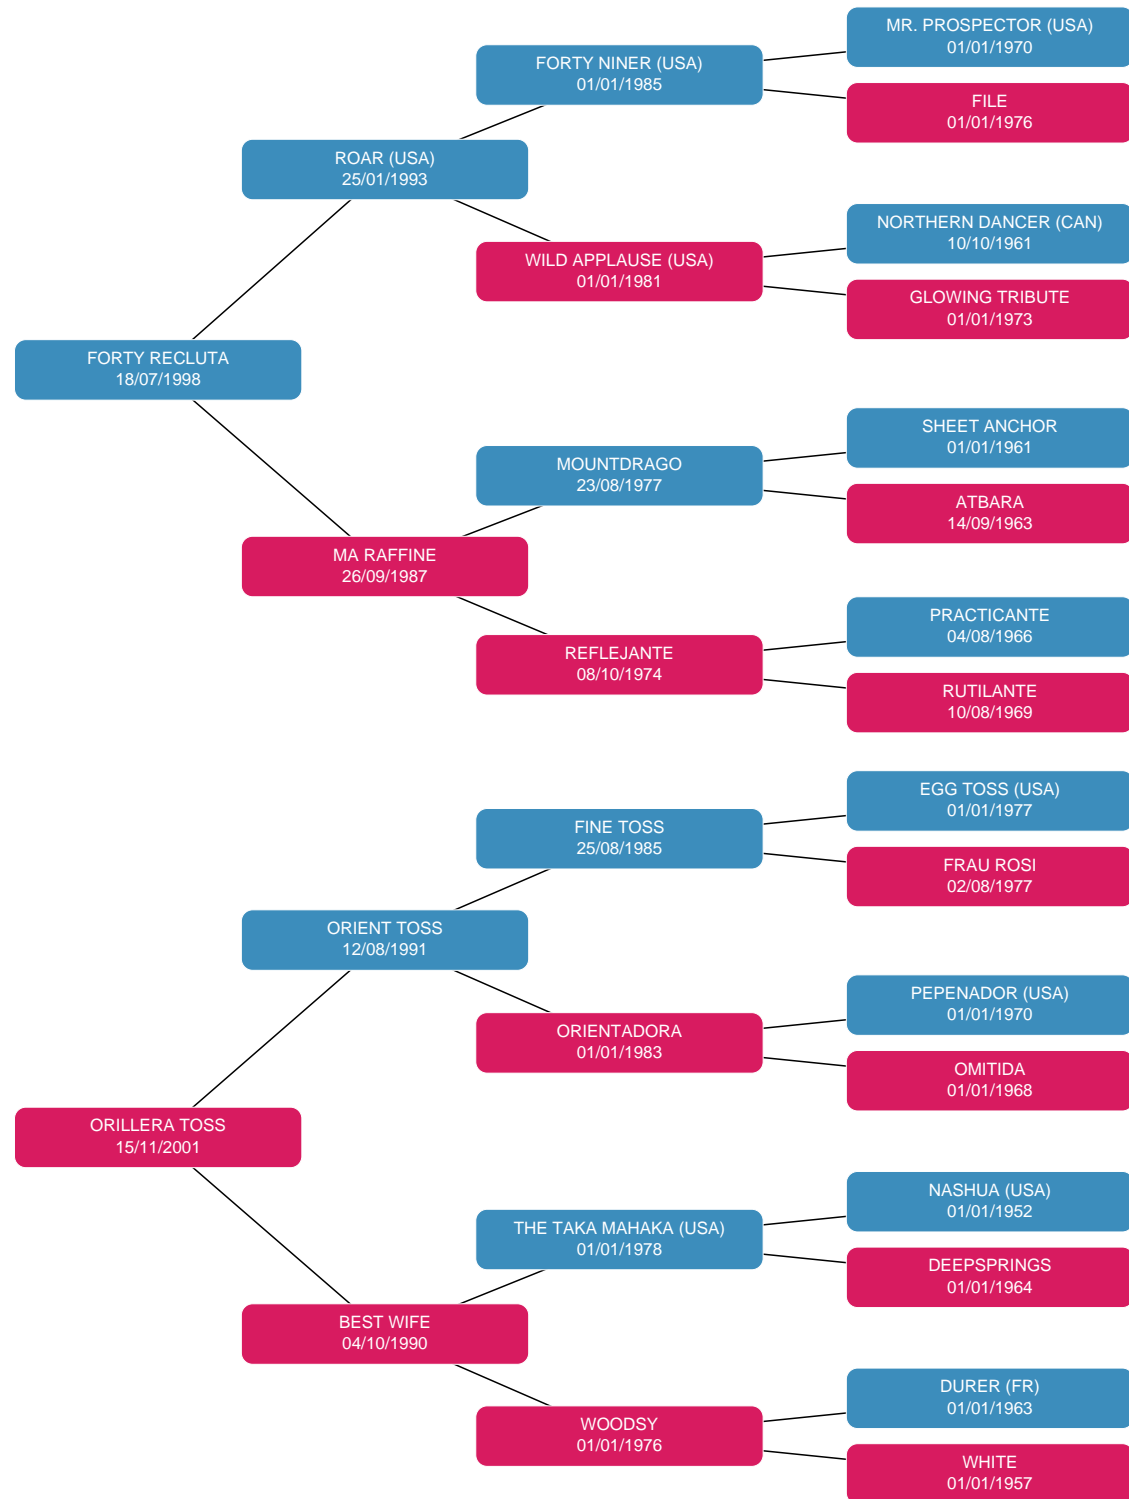 MR. PROSPECTOR (USA)
01/01/1970
FORTY NINER (USA)
01/01/1985
FILE
01/01/1976
ROAR (USA)
25/01/1993
NORTHERN DANCER (CAN)
10/10/1961
WILD APPLAUSE (USA)
01/01/1981
GLOWING TRIBUTE
01/01/1973
FORTY RECLUTA
18/07/1998
SHEET ANCHOR
01/01/1961
MOUNTDRAGO
23/08/1977
ATBARA
14/09/1963
MA RAFFINE
26/09/1987
PRACTICANTE
04/08/1966
REFLEJANTE
08/10/1974
RUTILANTE
10/08/1969
EGG TOSS (USA)
01/01/1977
FINE TOSS
25/08/1985
FRAU ROSI
02/08/1977
ORIENT TOSS
12/08/1991
PEPENADOR (USA)
01/01/1970
ORIENTADORA
01/01/1983
OMITIDA
01/01/1968
ORILLERA TOSS
15/11/2001
NASHUA (USA)
01/01/1952
THE TAKA MAHAKA (USA)
01/01/1978
DEEPSPRINGS
01/01/1964
BEST WIFE
04/10/1990
DURER (FR)
01/01/1963
WOODSY
01/01/1976
WHITE
01/01/1957